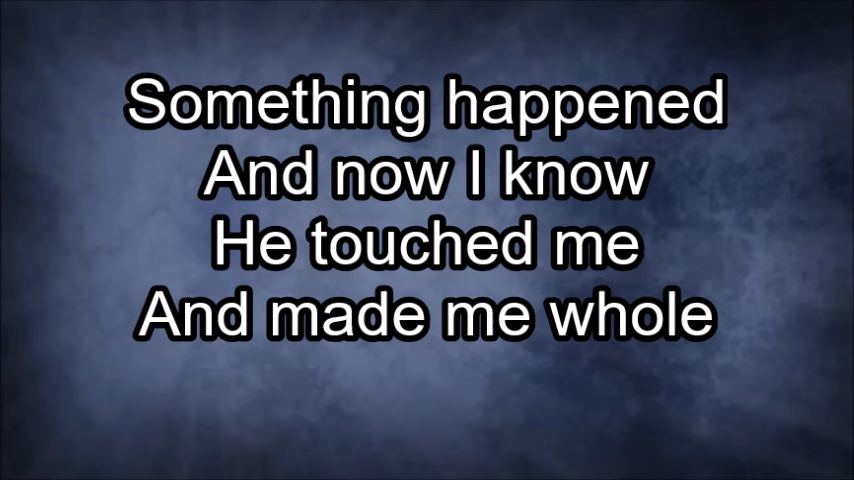 Something happened
And now I know
He touched me
And made me whole